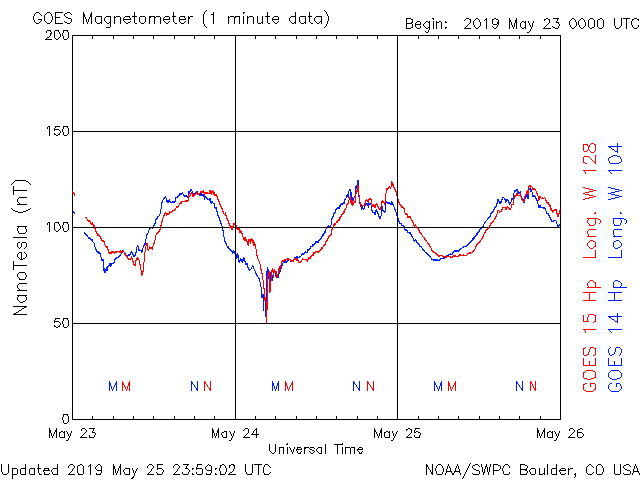 GOES Magnetometer (1 minute data)
Begin: 2019 May 23 0000 UTC
200
150
100
50
0
NanoTesla (nT)
M M N N M M N N M M N N
May 23 May 24 May 25 May 26
Universal Time
GOES 15 Hp Long. W 128
GOES 14 Hp Long. W 104
Updated 2019 May 25 23:59:02 UTC
NOAA/SWPC Boulder, CO USA